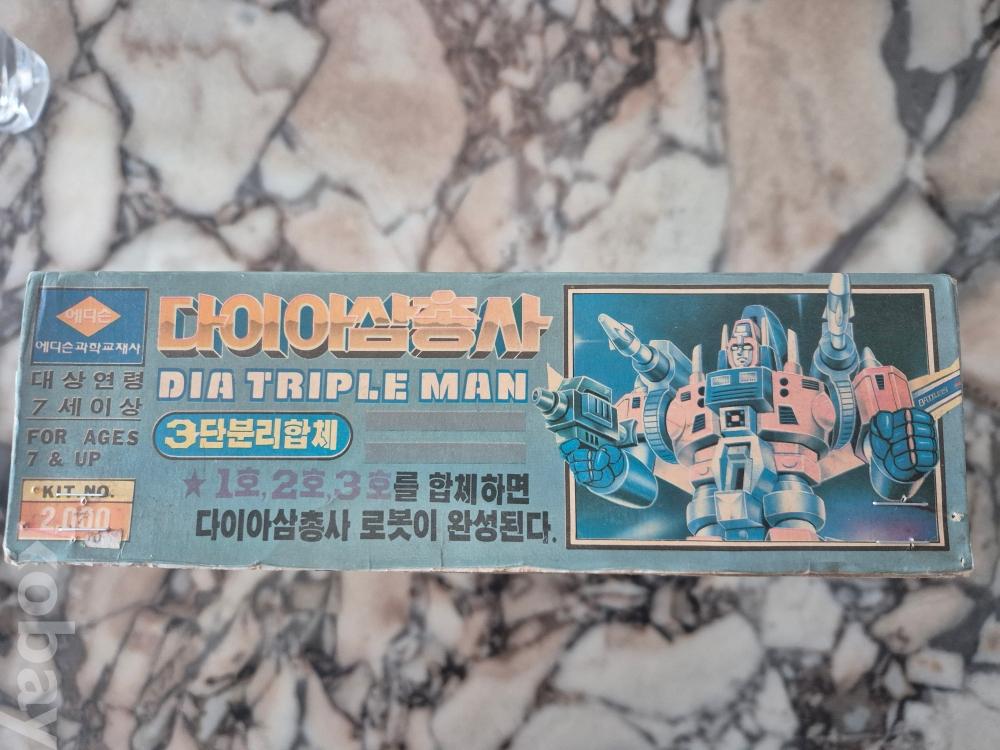 에디슨
에디슨과학교재사
대상연령
7세이상
FOR AGES
7 & UP
KIT. NO.
2,000
다이아삼총사
DIA TRIPLE MAN
3단분리합체
★1호,2호,3호를 합체하면
다이아삼총사 로봇이 완성된다.
kobay